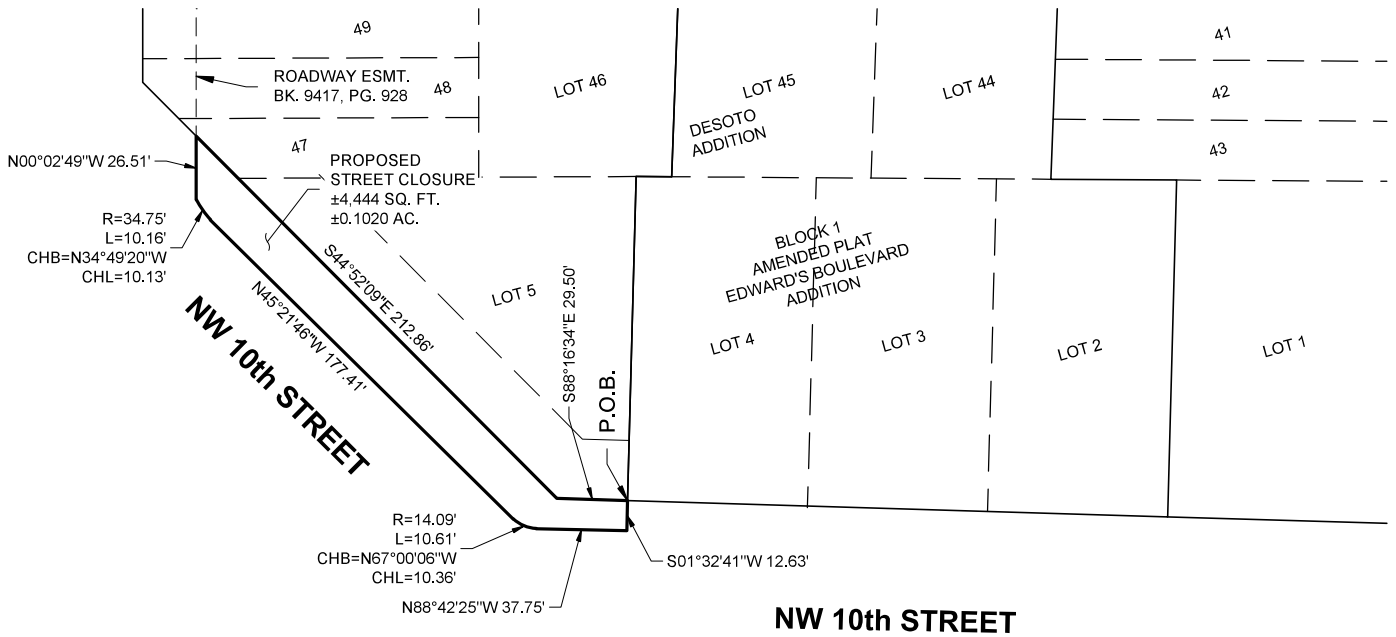 49
41
ROADWAY ESMT.
BK. 9417, PG. 928
48
LOT 46
LOT 45
LOT 44
42
DESOTO
ADDITION
47
43
N00°02'49"W 26.51'
PROPOSED
STREET CLOSURE
±4,444 SQ. FT.
±0.1020 AC.
R=34.75'
L=10.16'
CHB=N34°49'20"W
CHL=10.13'
BLOCK 1
AMENDED PLAT
EDWARD'S BOULEVARD
ADDITION
S44°52'09"E 212.86'
LOT 5
S88°16'34"E 29.50'
P.O.B.
N45°21'46"W 177.41'
NW 10th STREET
LOT 4
LOT 3
LOT 2
LOT 1
R=14.09'
L=10.61'
CHB=N67°00'06"W
CHL=10.36'
S01°32'41"W 12.63'
N88°42'25"W 37.75'
NW 10th STREET